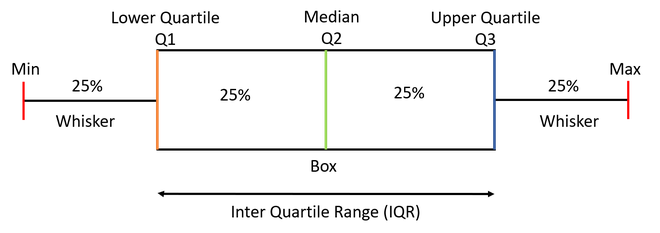 Lower Quartile
Median
Upper Quartile
Q1
Q2
Q3
Min
Max
25%
25%
25%
25%
Whisker
Whisker
Box
Inter Quartile Range (IQR)